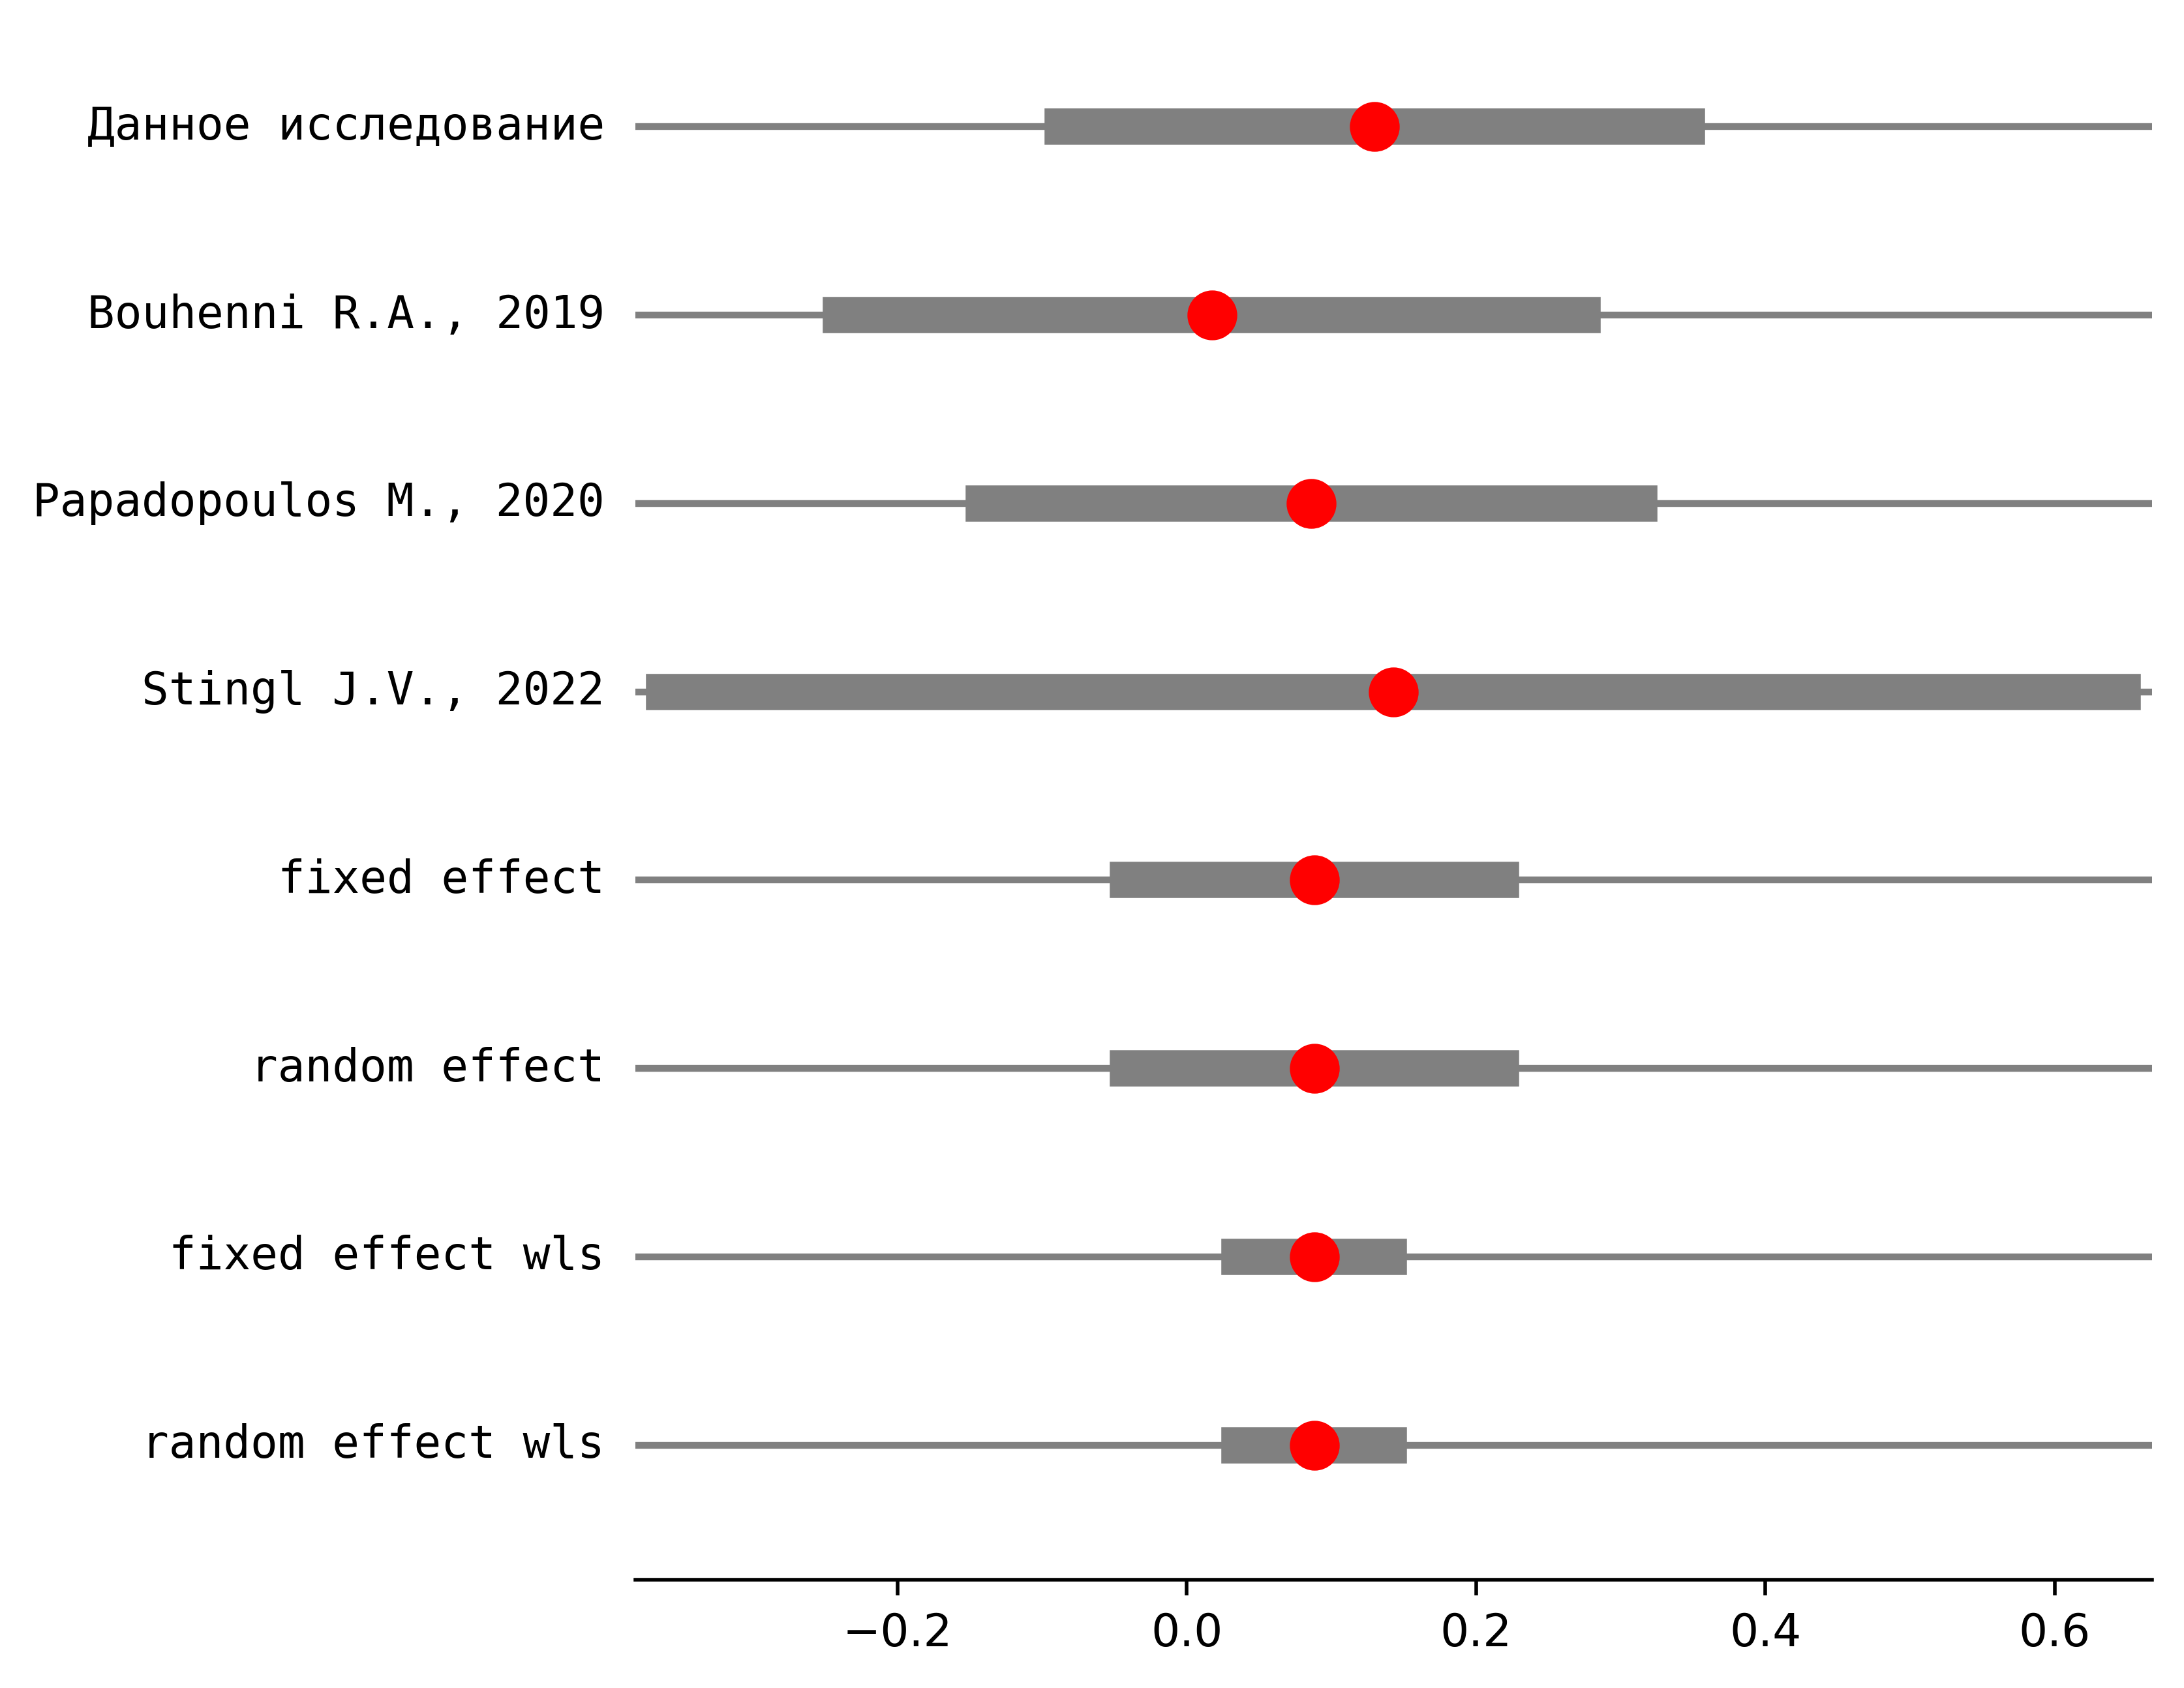 Данное исследование
Bouhenni R.A., 2019
Papadopoulos M., 2020
Stingl J.V., 2022
fixed effect
random effect
fixed effect wls
random effect wls
−0.2 0.0 0.2 0.4 0.6